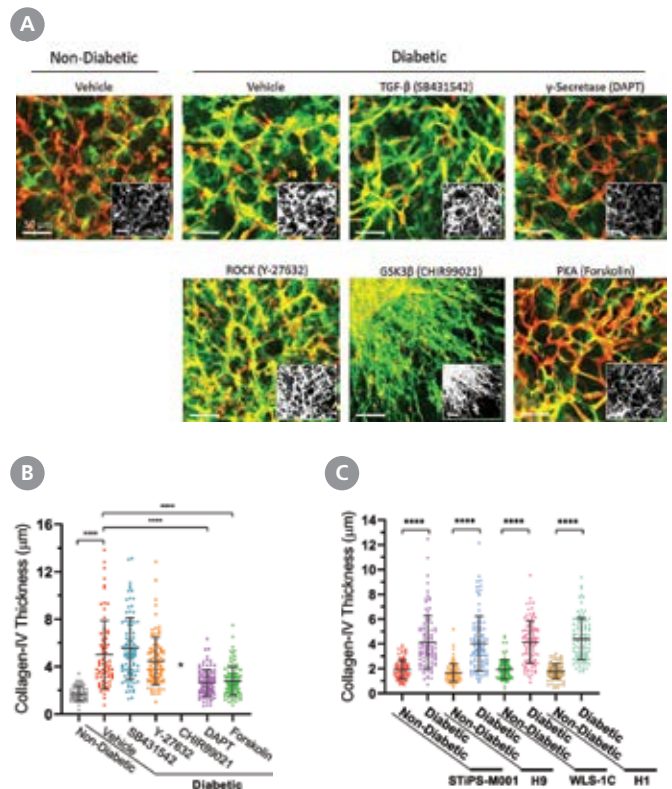 A
Non-Diabetic
Diabetic
Vehicle
Vehicle
TGF-β (SB431542)
γ-Secretase (DAPT)
ROCK (Y-27632)
GSK3β (CHIR99021)
PKA (Forskolin)
B
Collagen-IV Thickness (μm)
16
12
8
4
0
****
****
****
*
Non-Diabetic
Vehicle
SB431542
Y-27632
CHIR99021
DAPT
Forskolin
Diabetic
C
Collagen-IV Thickness (μm)
14
12
10
8
6
4
2
0
****
****
****
****
Non-Diabetic
Diabetic
Non-Diabetic
Diabetic
Non-Diabetic
Diabetic
Non-Diabetic
Diabetic
STiPS-M001
H9
WLS-1C
H1